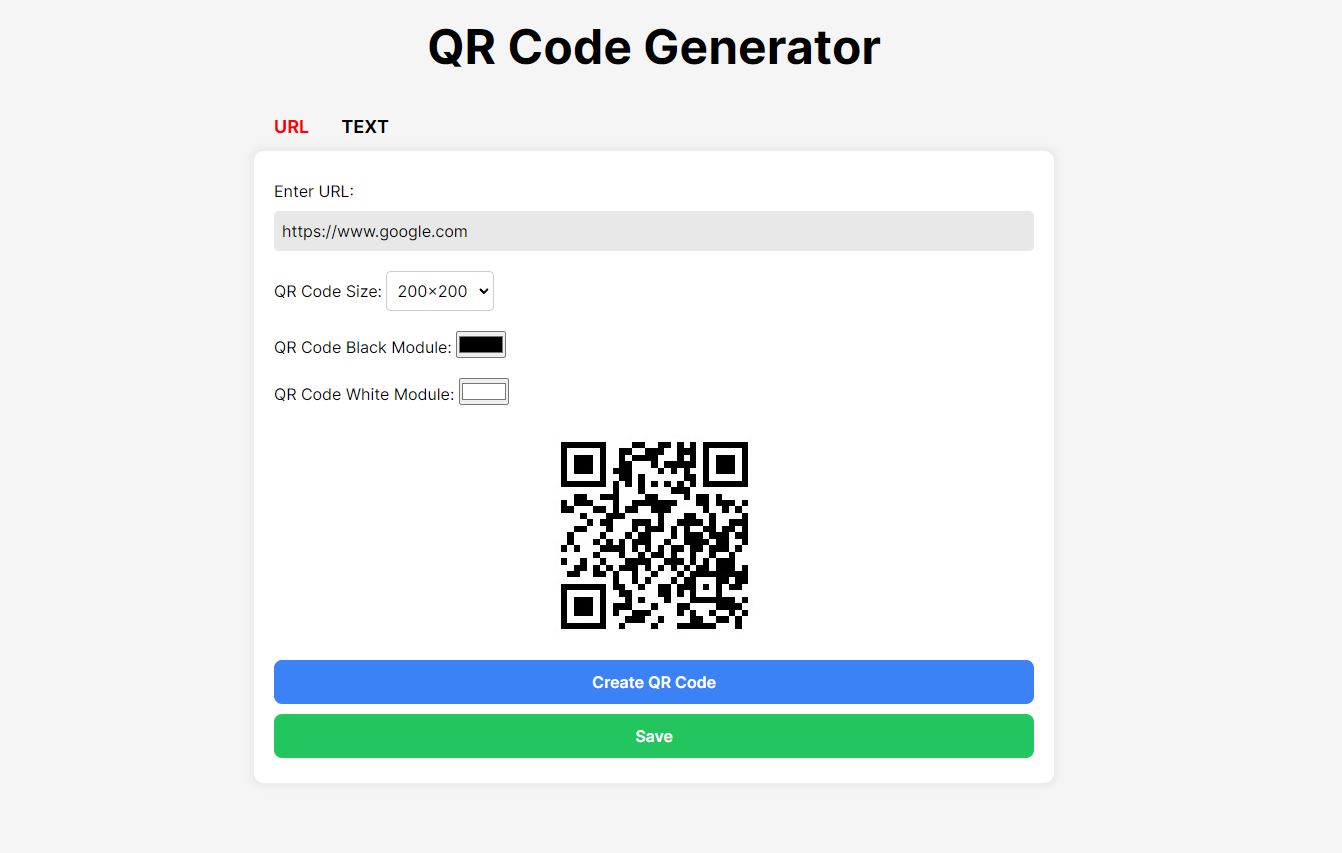 QR Code Generator
URL TEXT
Enter URL:
https://www.google.com
QR Code Size: 200×200
QR Code Black Module:
QR Code White Module:
Create QR Code
Save